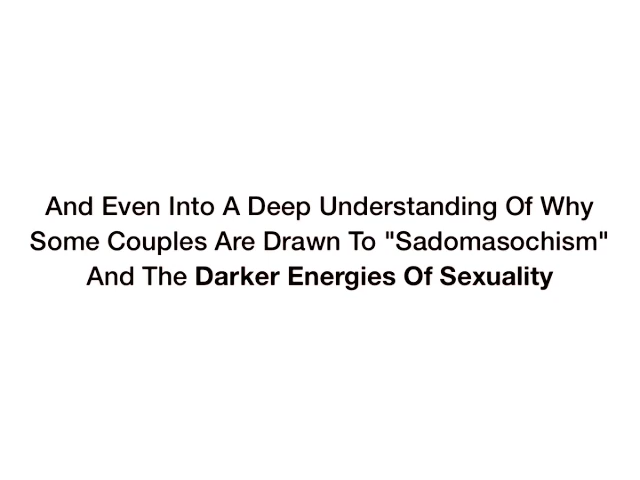 And Even Into A Deep Understanding Of Why
Some Couples Are Drawn To "Sadomasochism"
And The Darker Energies Of Sexuality